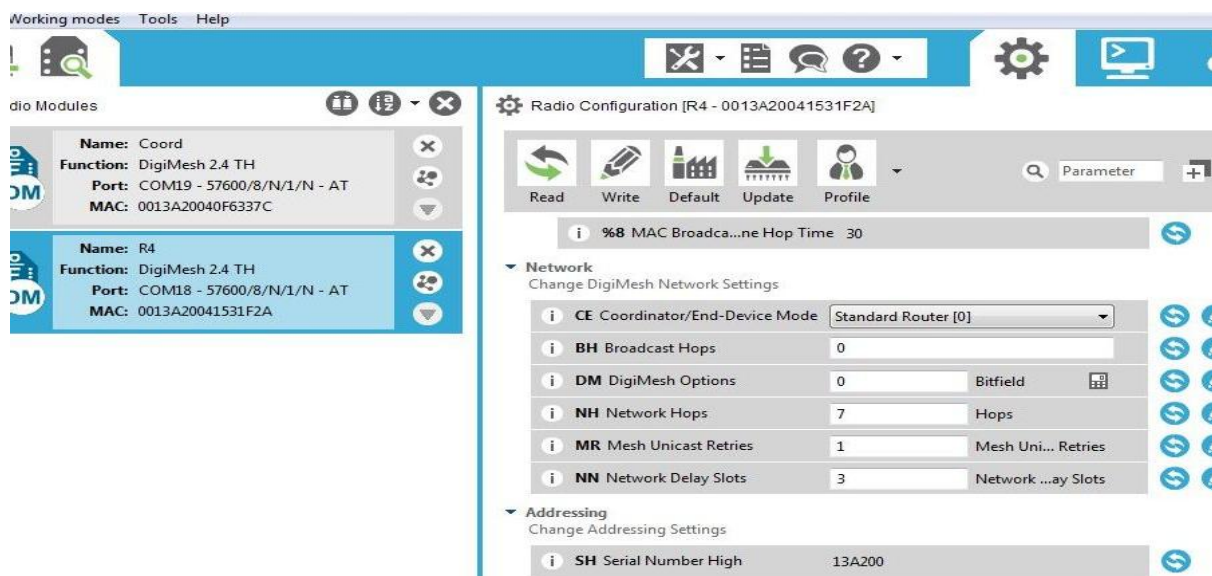 Working modes Tools Help
dio Modules
Name: Coord
Function: DigiMesh 2.4 TH
Port: COM19 - 57600/8/N/1/N - AT
MAC: 0013A20040F6337C
DM
Name: R4
Function: DigiMesh 2.4 TH
Port: COM18 - 57600/8/N/1/N - AT
MAC: 0013A20041531F2A
DM
Radio Configuration [R4 - 0013A20041531F2A]
Read Write Default Update Profile
Parameter
%8 MAC Broadca...ne Hop Time 30
Network
Change DigiMesh Network Settings
CE Coordinator/End-Device Mode Standard Router [0]
BH Broadcast Hops 0
DM DigiMesh Options 0 Bitfield
NH Network Hops 7 Hops
MR Mesh Unicast Retries 1 Mesh Uni... Retries
NN Network Delay Slots 3 Network ...ay Slots
Addressing
Change Addressing Settings
SH Serial Number High 13A200